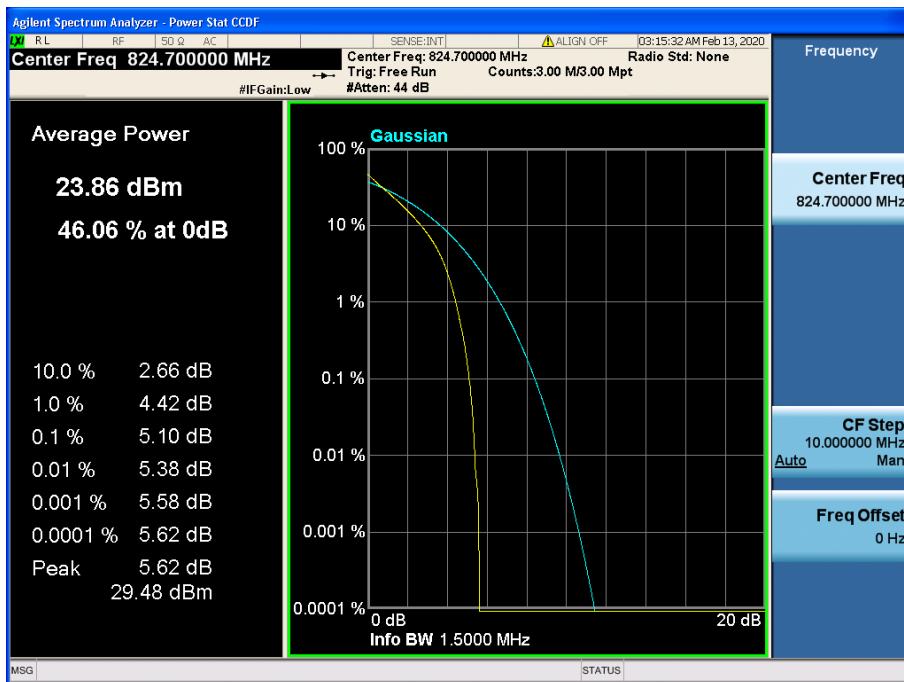 Agilent Spectrum Analyzer - Power Stat CCDF
LXI RL RF 50 Ω AC SENSE:INT ALIGN OFF 03:15:32 AM Feb 13, 2020
Center Freq 824.700000 MHz
Center Freq: 824.700000 MHz Radio Std: None
Trig: Free Run Counts:3.00 M/3.00 Mpt
#IFGain:Low #Atten: 44 dB
Frequency
Average Power
23.86 dBm
46.06 % at 0dB
10.0 % 2.66 dB
1.0 % 4.42 dB
0.1 % 5.10 dB
0.01 % 5.38 dB
0.001 % 5.58 dB
0.0001 % 5.62 dB
Peak 5.62 dB
29.48 dBm
Gaussian
100 %
10 %
1 %
0.1 %
0.01 %
0.001 %
0.0001 %
0 dB 20 dB
Info BW 1.5000 MHz
Center Freq
824.700000 MHz
CF Step
10.000000 MHz
Auto Man
Freq Offset
0 Hz
MSG STATUS